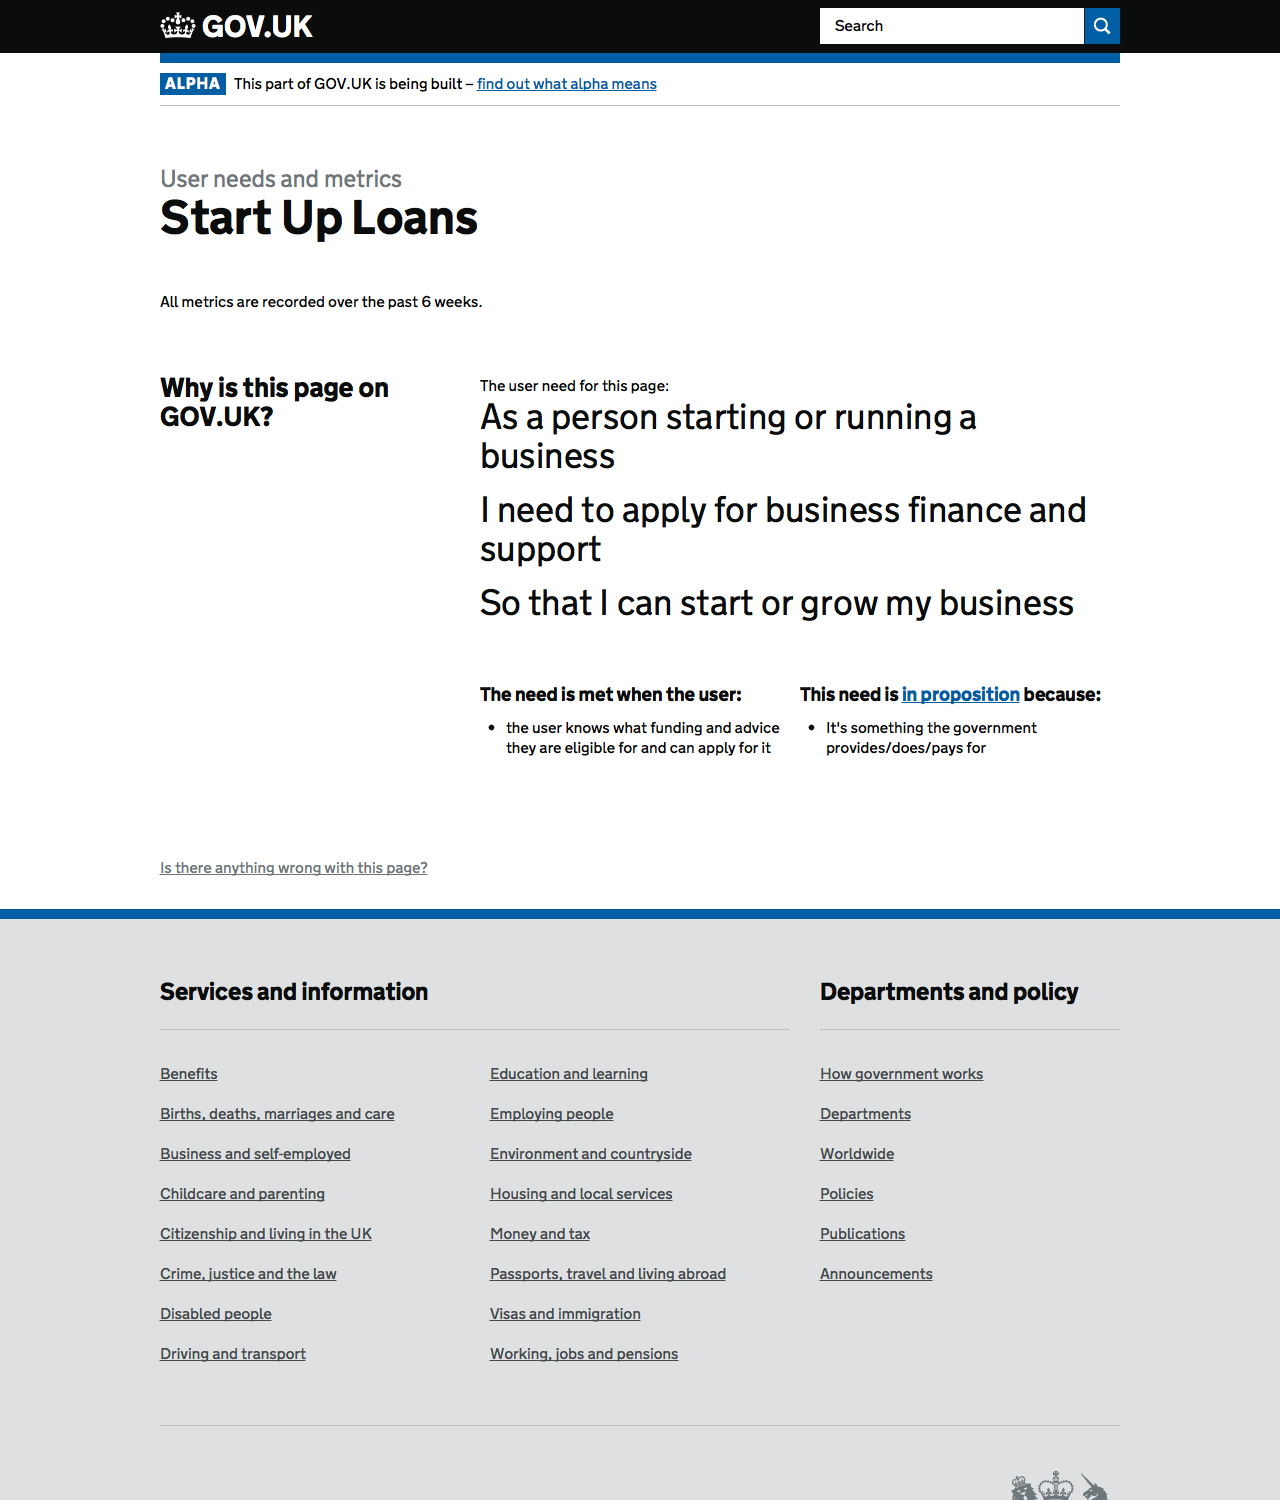 GOV.UK
Search
ALPHA This part of GOV.UK is being built – find out what alpha means
User needs and metrics
Start Up Loans
All metrics are recorded over the past 6 weeks.
Why is this page on
GOV.UK?
The user need for this page:
As a person starting or running a
business
I need to apply for business finance and
support
So that I can start or grow my business
The need is met when the user:
• the user knows what funding and advice
they are eligible for and can apply for it
This need is in proposition because:
• It's something the government
provides/does/pays for
Is there anything wrong with this page?
Services and information
Benefits
Births, deaths, marriages and care
Business and self-employed
Childcare and parenting
Citizenship and living in the UK
Crime, justice and the law
Disabled people
Driving and transport
Education and learning
Employing people
Environment and countryside
Housing and local services
Money and tax
Passports, travel and living abroad
Visas and immigration
Working, jobs and pensions
Departments and policy
How government works
Departments
Worldwide
Policies
Publications
Announcements